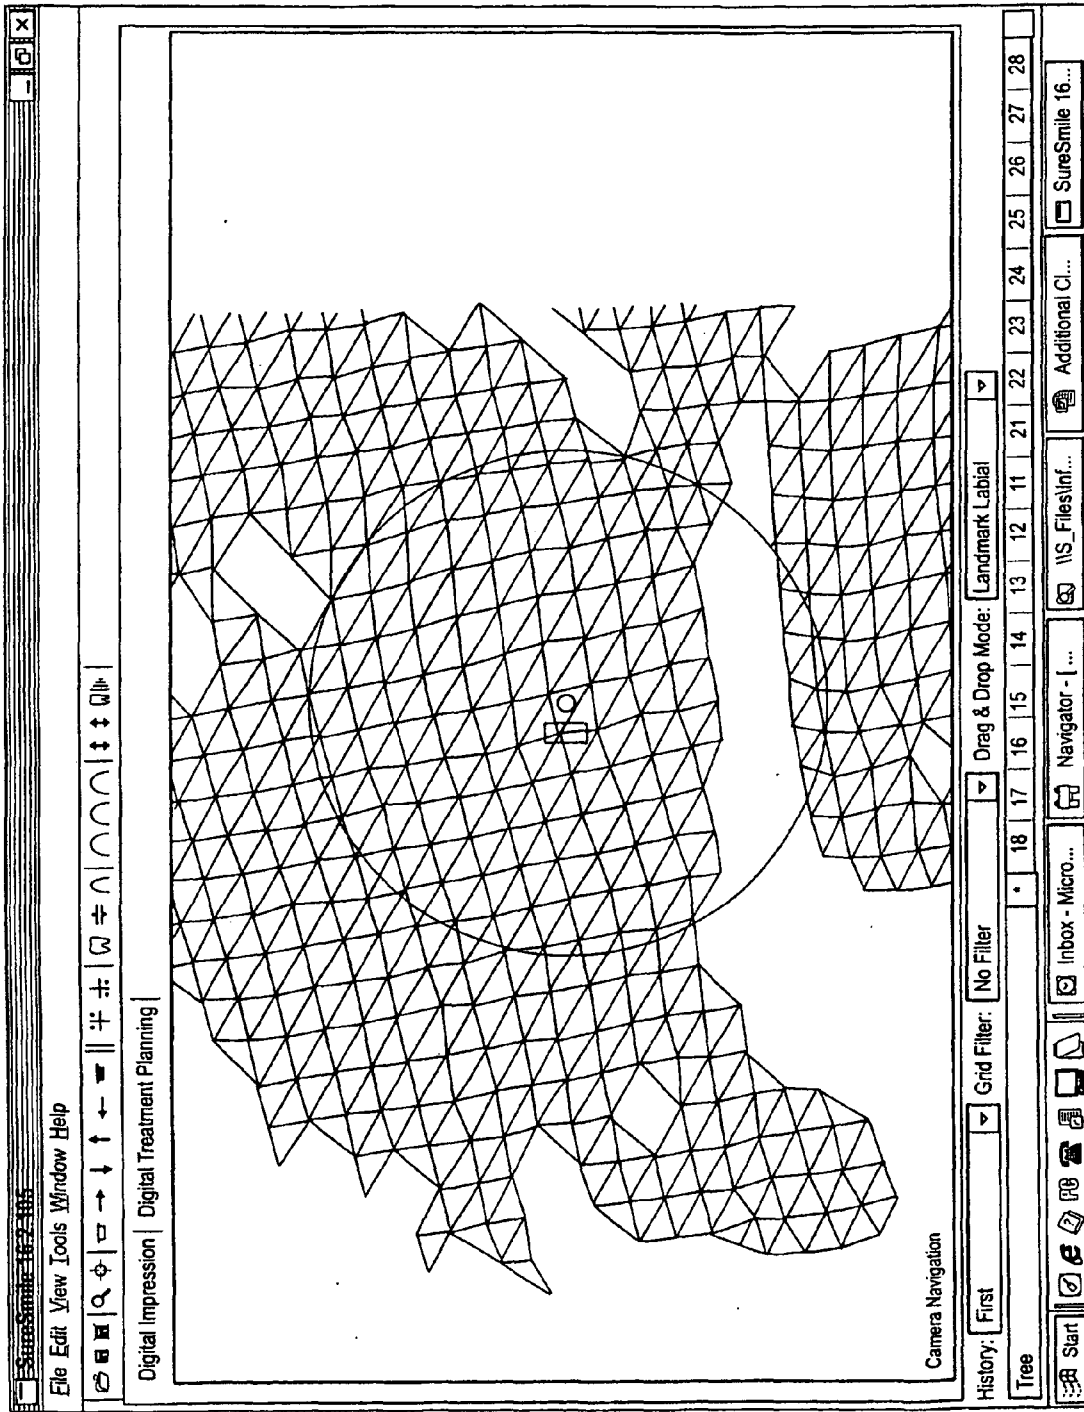 SureSmile 16.2.105
File Edit View Tools Window Help
Digital Impression | Digital Treatment Planning |
Camera Navigation
History: First Grid Filter: No Filter Drag & Drop Mode: Landmark Labial
Tree * 18 17 16 15 14 13 12 11 21 22 23 24 25 26 27 28
Start Inbox - Micro... Navigator - [ ... \\IS_Files\Inf... Additional Cl... SureSmile 16...